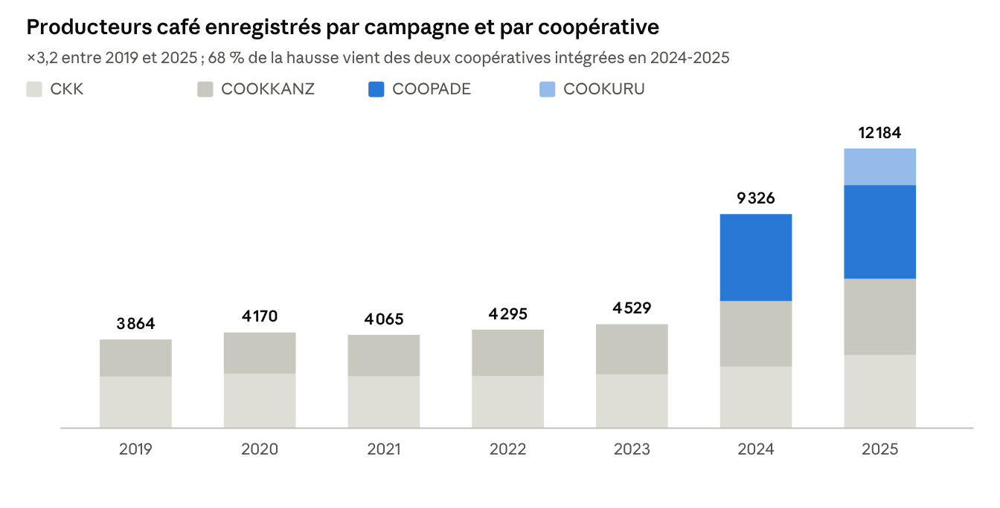 Producteurs café enregistrés par campagne et par coopérative
×3,2 entre 2019 et 2025 ; 68 % de la hausse vient des deux coopératives intégrées en 2024-2025
CKK COOKKANZ COOPADE COOKURU
12 184
9 326
4 529
4 295
4 170
4 065
3 864
2019 2020 2021 2022 2023 2024 2025